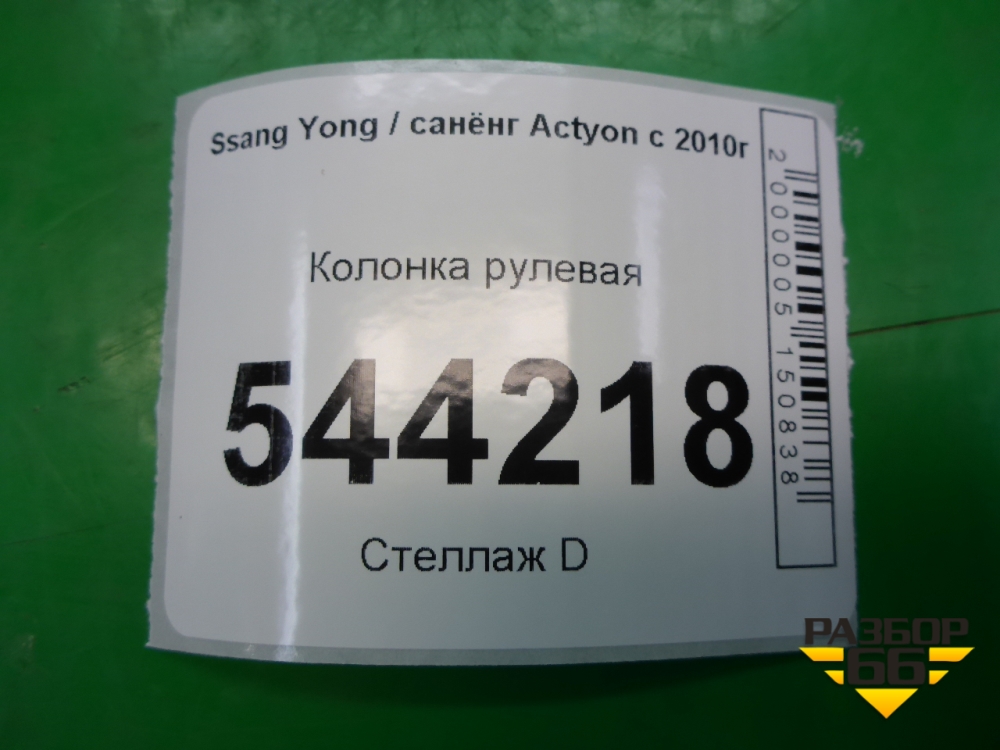 Ssang Yong / санёнг Actyon с 2010г
Колонка рулевая
544218
Стеллаж D
2000005150838
РАЗБОР
66